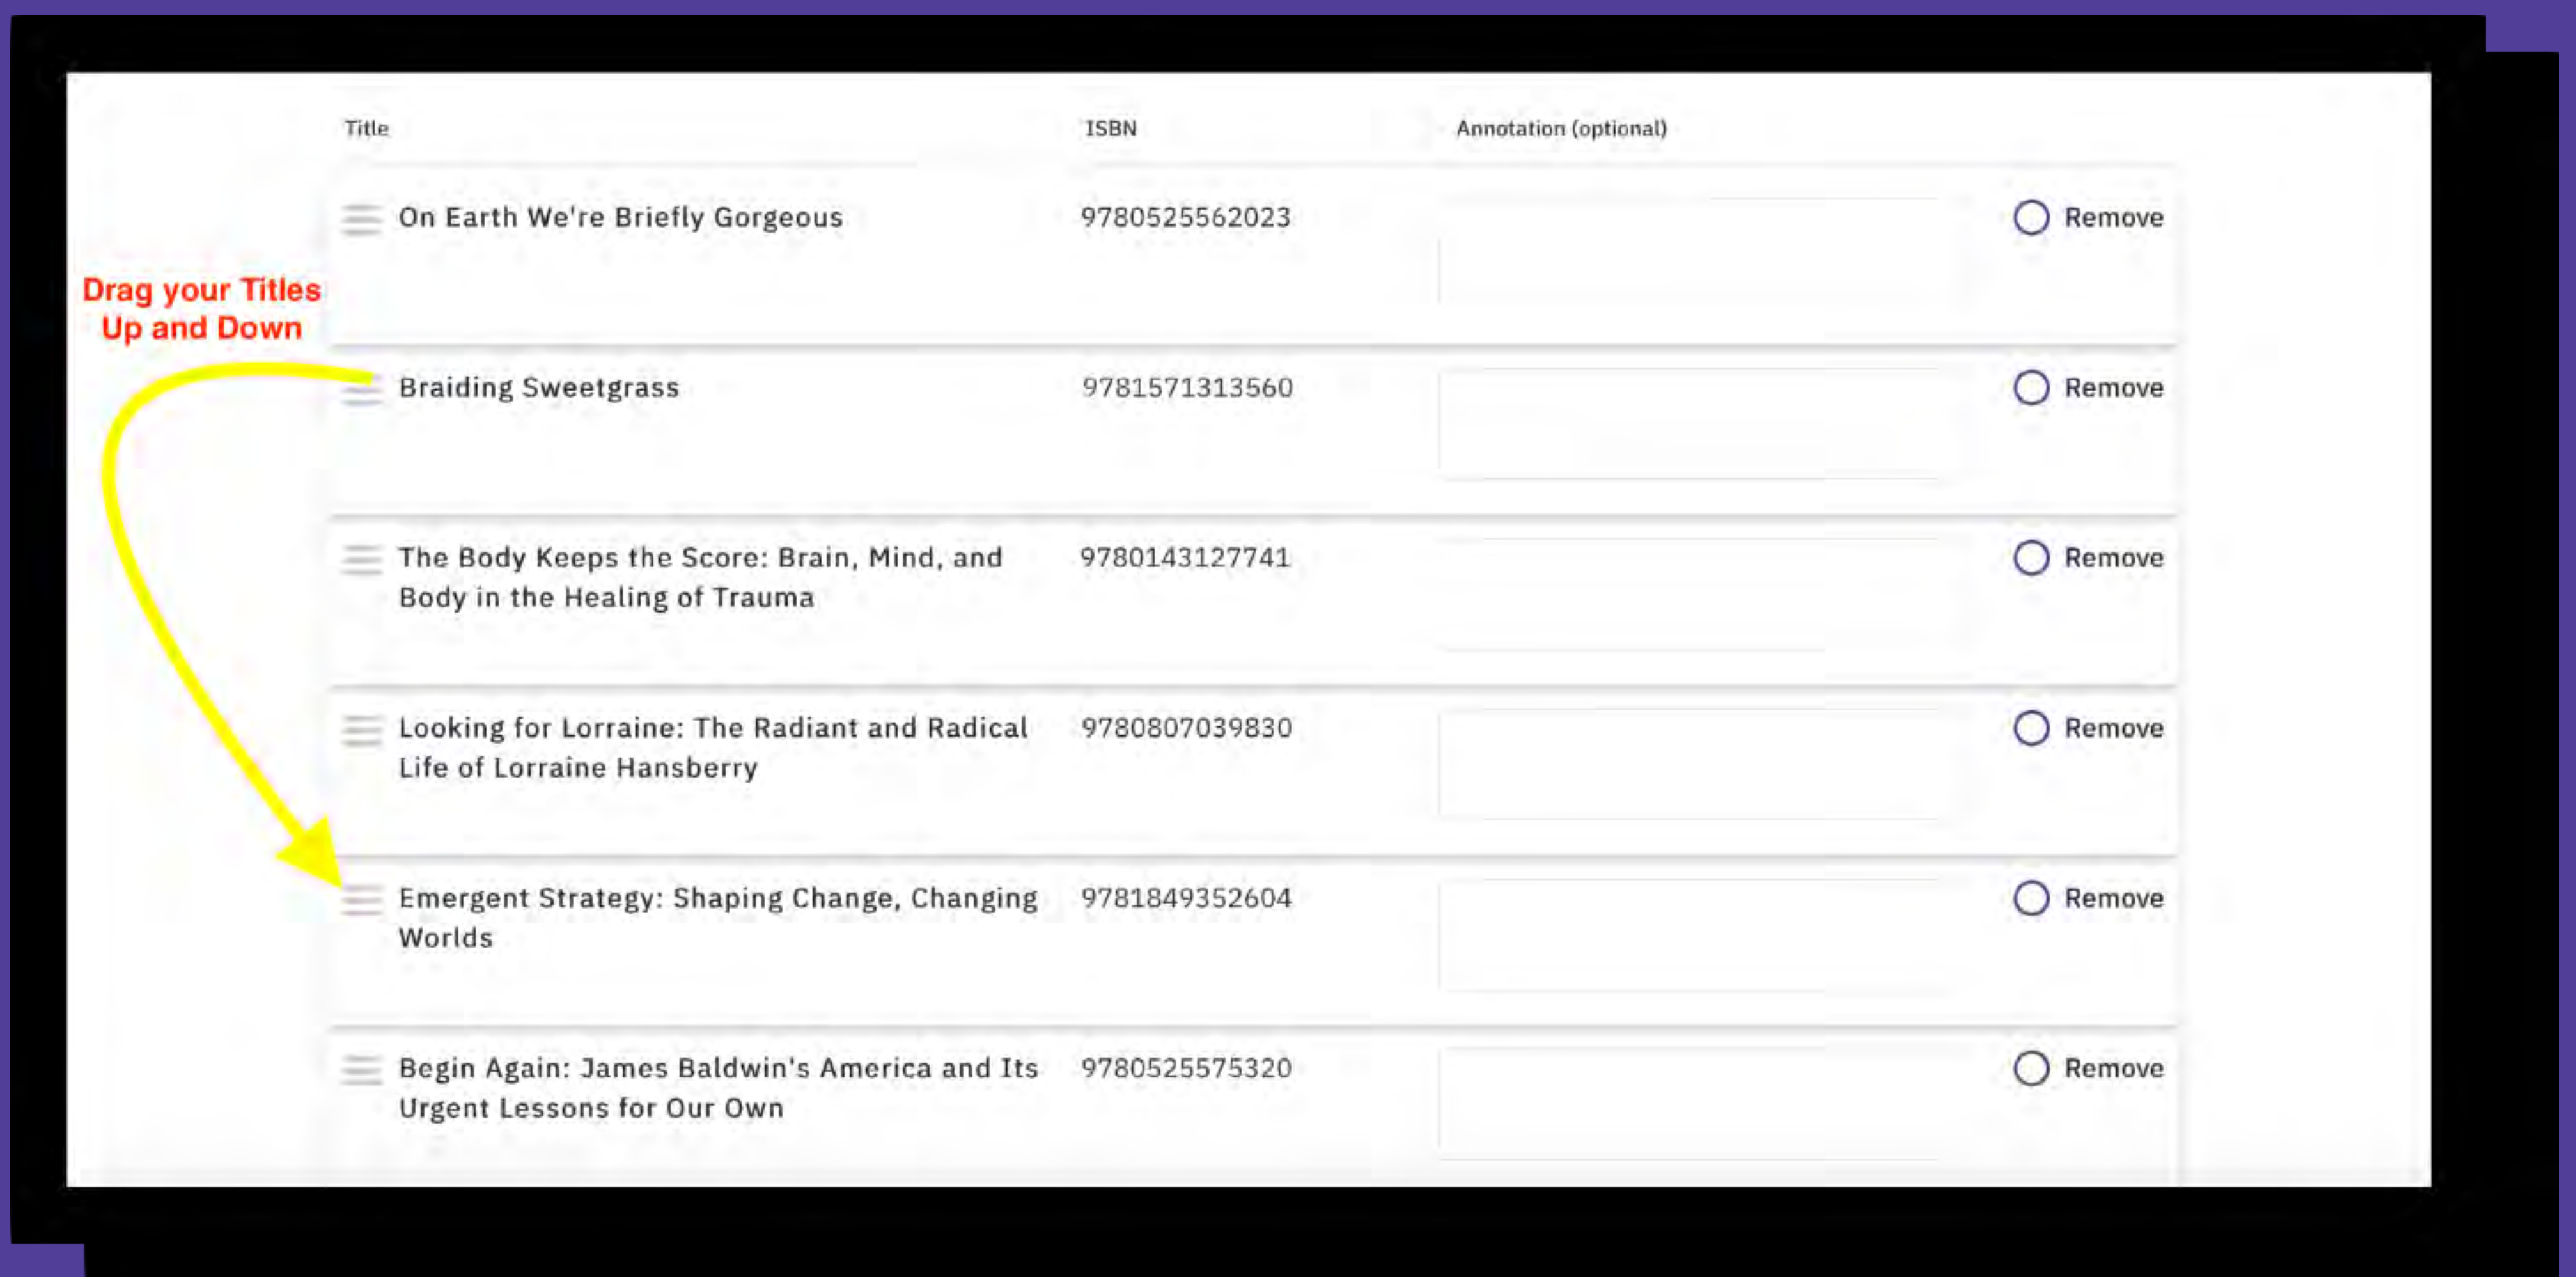 Title ISBN Annotation (optional)
On Earth We're Briefly Gorgeous 9780525562023 Remove
Drag your Titles
Up and Down
Braiding Sweetgrass 9781571313560 Remove
The Body Keeps the Score: Brain, Mind, and 9780143127741 Remove
Body in the Healing of Trauma
Looking for Lorraine: The Radiant and Radical 9780807039830 Remove
Life of Lorraine Hansberry
Emergent Strategy: Shaping Change, Changing 9781849352604 Remove
Worlds
Begin Again: James Baldwin's America and Its 9780525575320 Remove
Urgent Lessons for Our Own